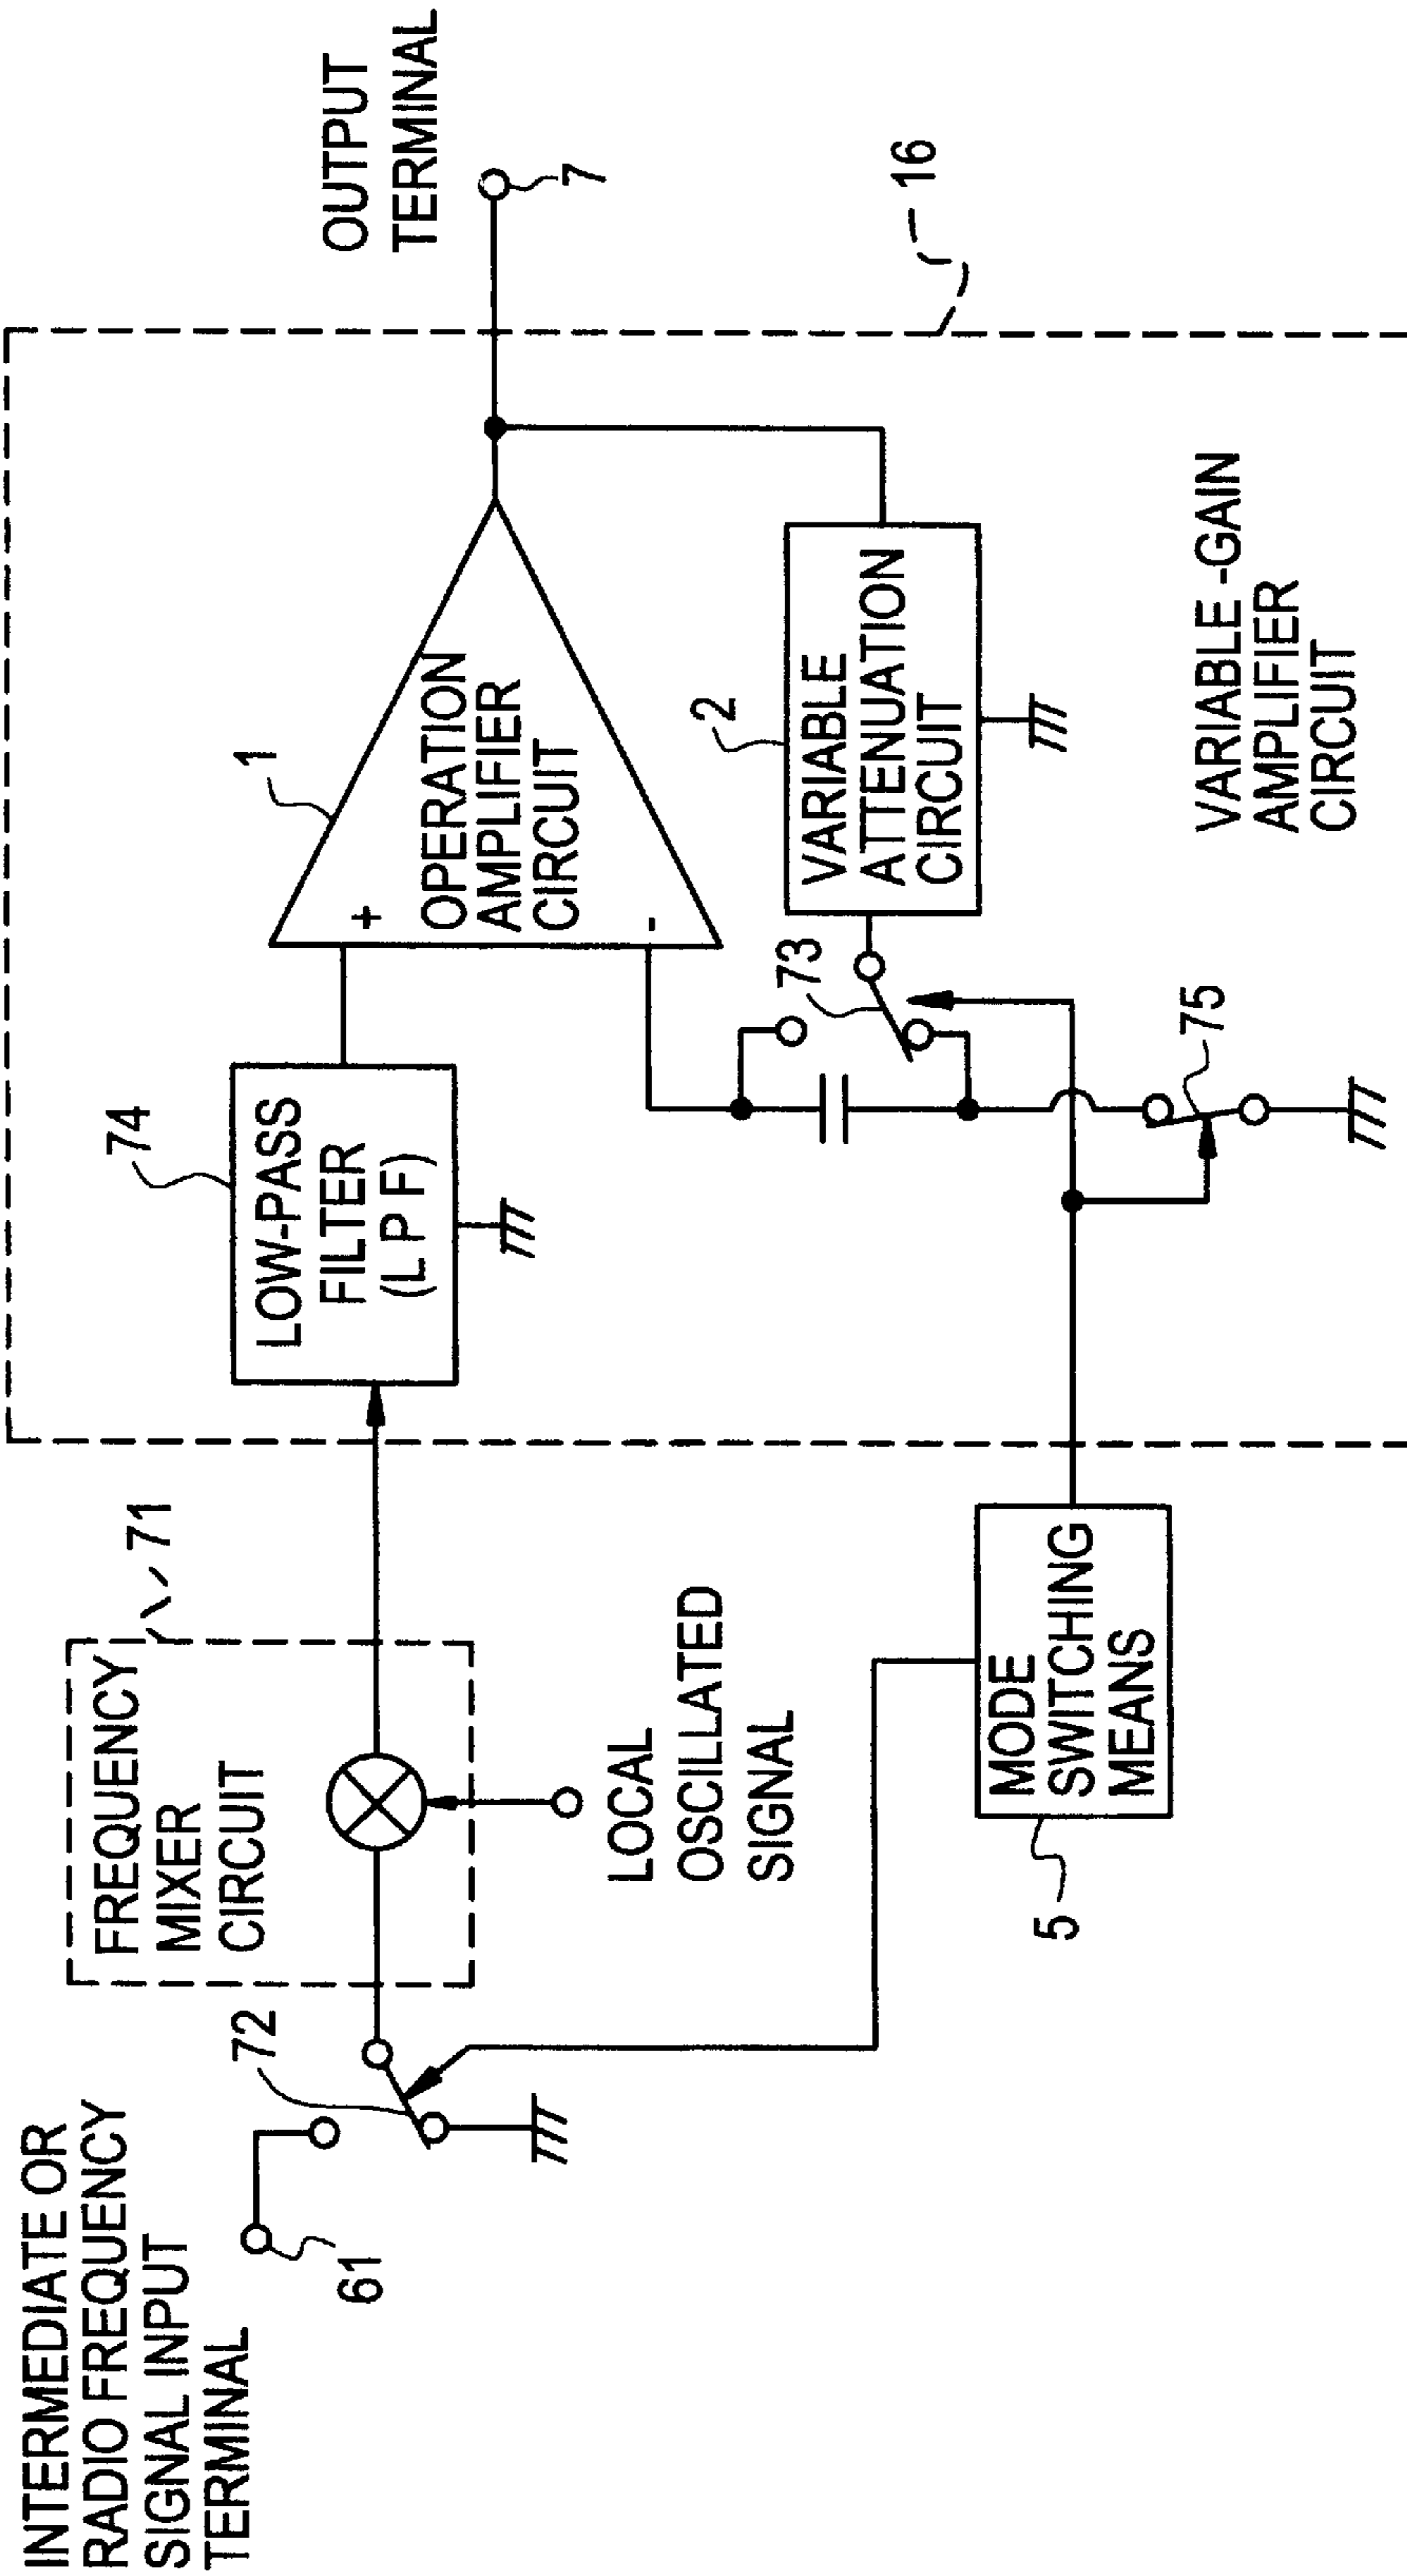 INTERMEDIATE OR
RADIO FREQUENCY
SIGNAL INPUT
TERMINAL
61
72
FREQUENCY
MIXER
CIRCUIT
71
LOCAL
OSCILLATED
SIGNAL
MODE
SWITCHING
MEANS
5
74
LOW-PASS
FILTER
(L P F)
1
+
-
OPERATION
AMPLIFIER
CIRCUIT
73
75
2
VARIABLE
ATTENUATION
CIRCUIT
VARIABLE -GAIN
AMPLIFIER
CIRCUIT
OUTPUT
TERMINAL
7
16